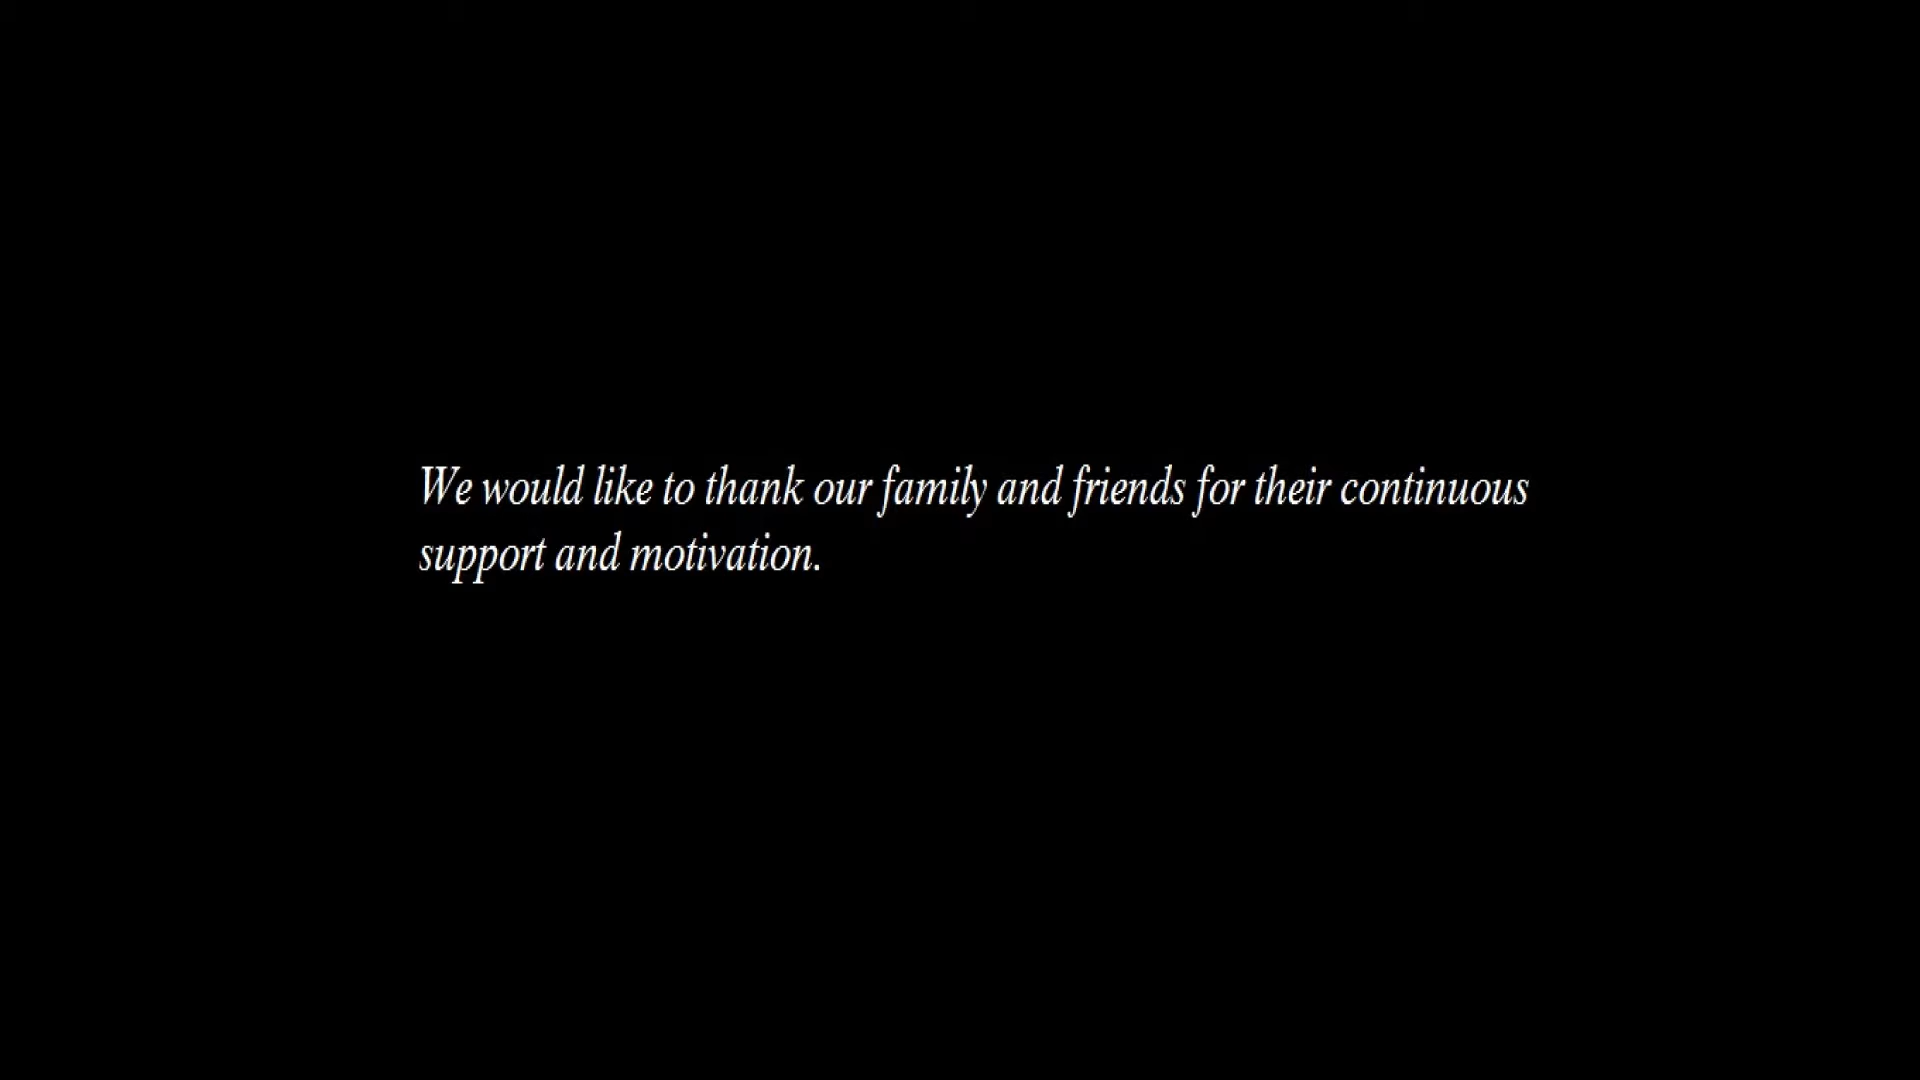 We would like to thank our family and friends for their continuous
support and motivation.